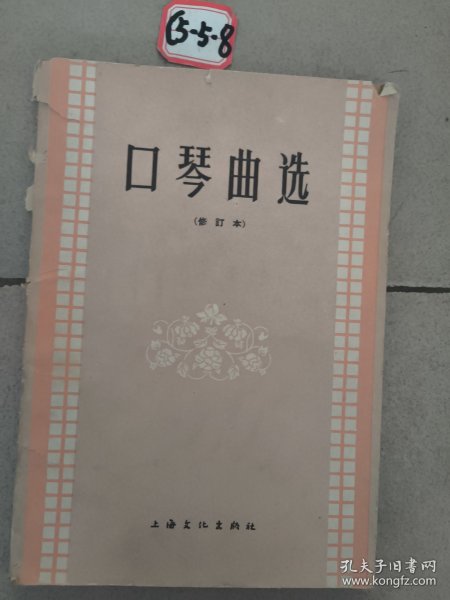 15-5-8
口琴曲选
(修訂本)
上海文化出版社
孔夫子旧书网
www.kongfz.com